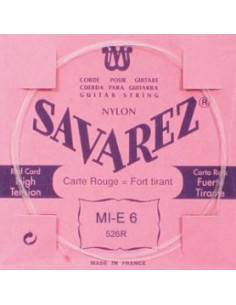 CORDE POUR GUITARE
CUERDA PARA GUITARRA
GUITAR STRING
NYLON
SAVAREZ®
Red Card
High
Tension
Carte Rouge = Fort tirant
Carta Roja
Fuerte
Tirante
MI-E 6
526R
MADE IN FRANCE